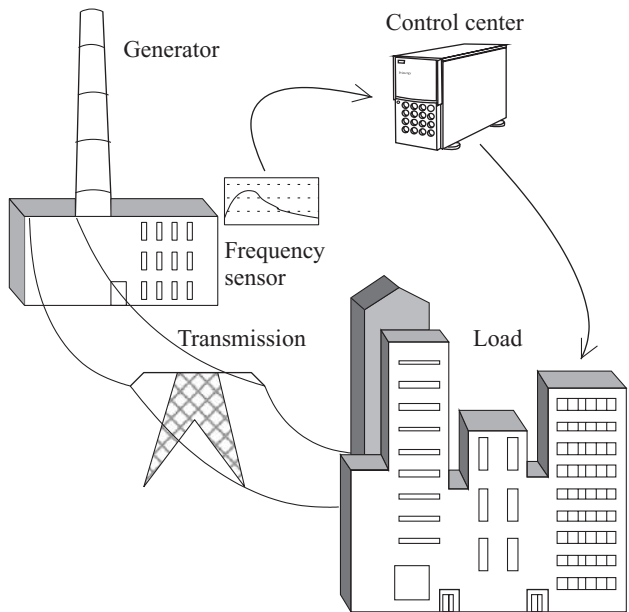 Control center
Generator
Frequency
sensor
Transmission
Load